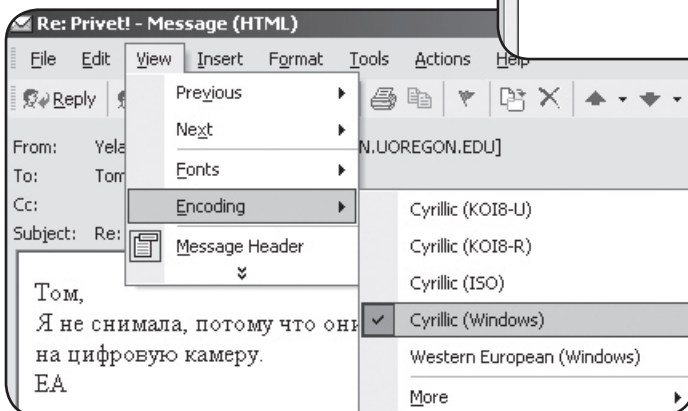 Re: Privet! - Message (HTML)
File Edit View Insert Format Tools Actions Help
Reply
From: Yela N.UOREGON.EDU]
To: Tom
Cc:
Subject: Re:
Previous
Next
Fonts
Encoding
Message Header
Cyrillic (KOI8-U)
Cyrillic (KOI8-R)
Cyrillic (ISO)
Cyrillic (Windows)
Western European (Windows)
More
Том,
Я не снимала, потому что они
на цифровую камеру.
ЕА